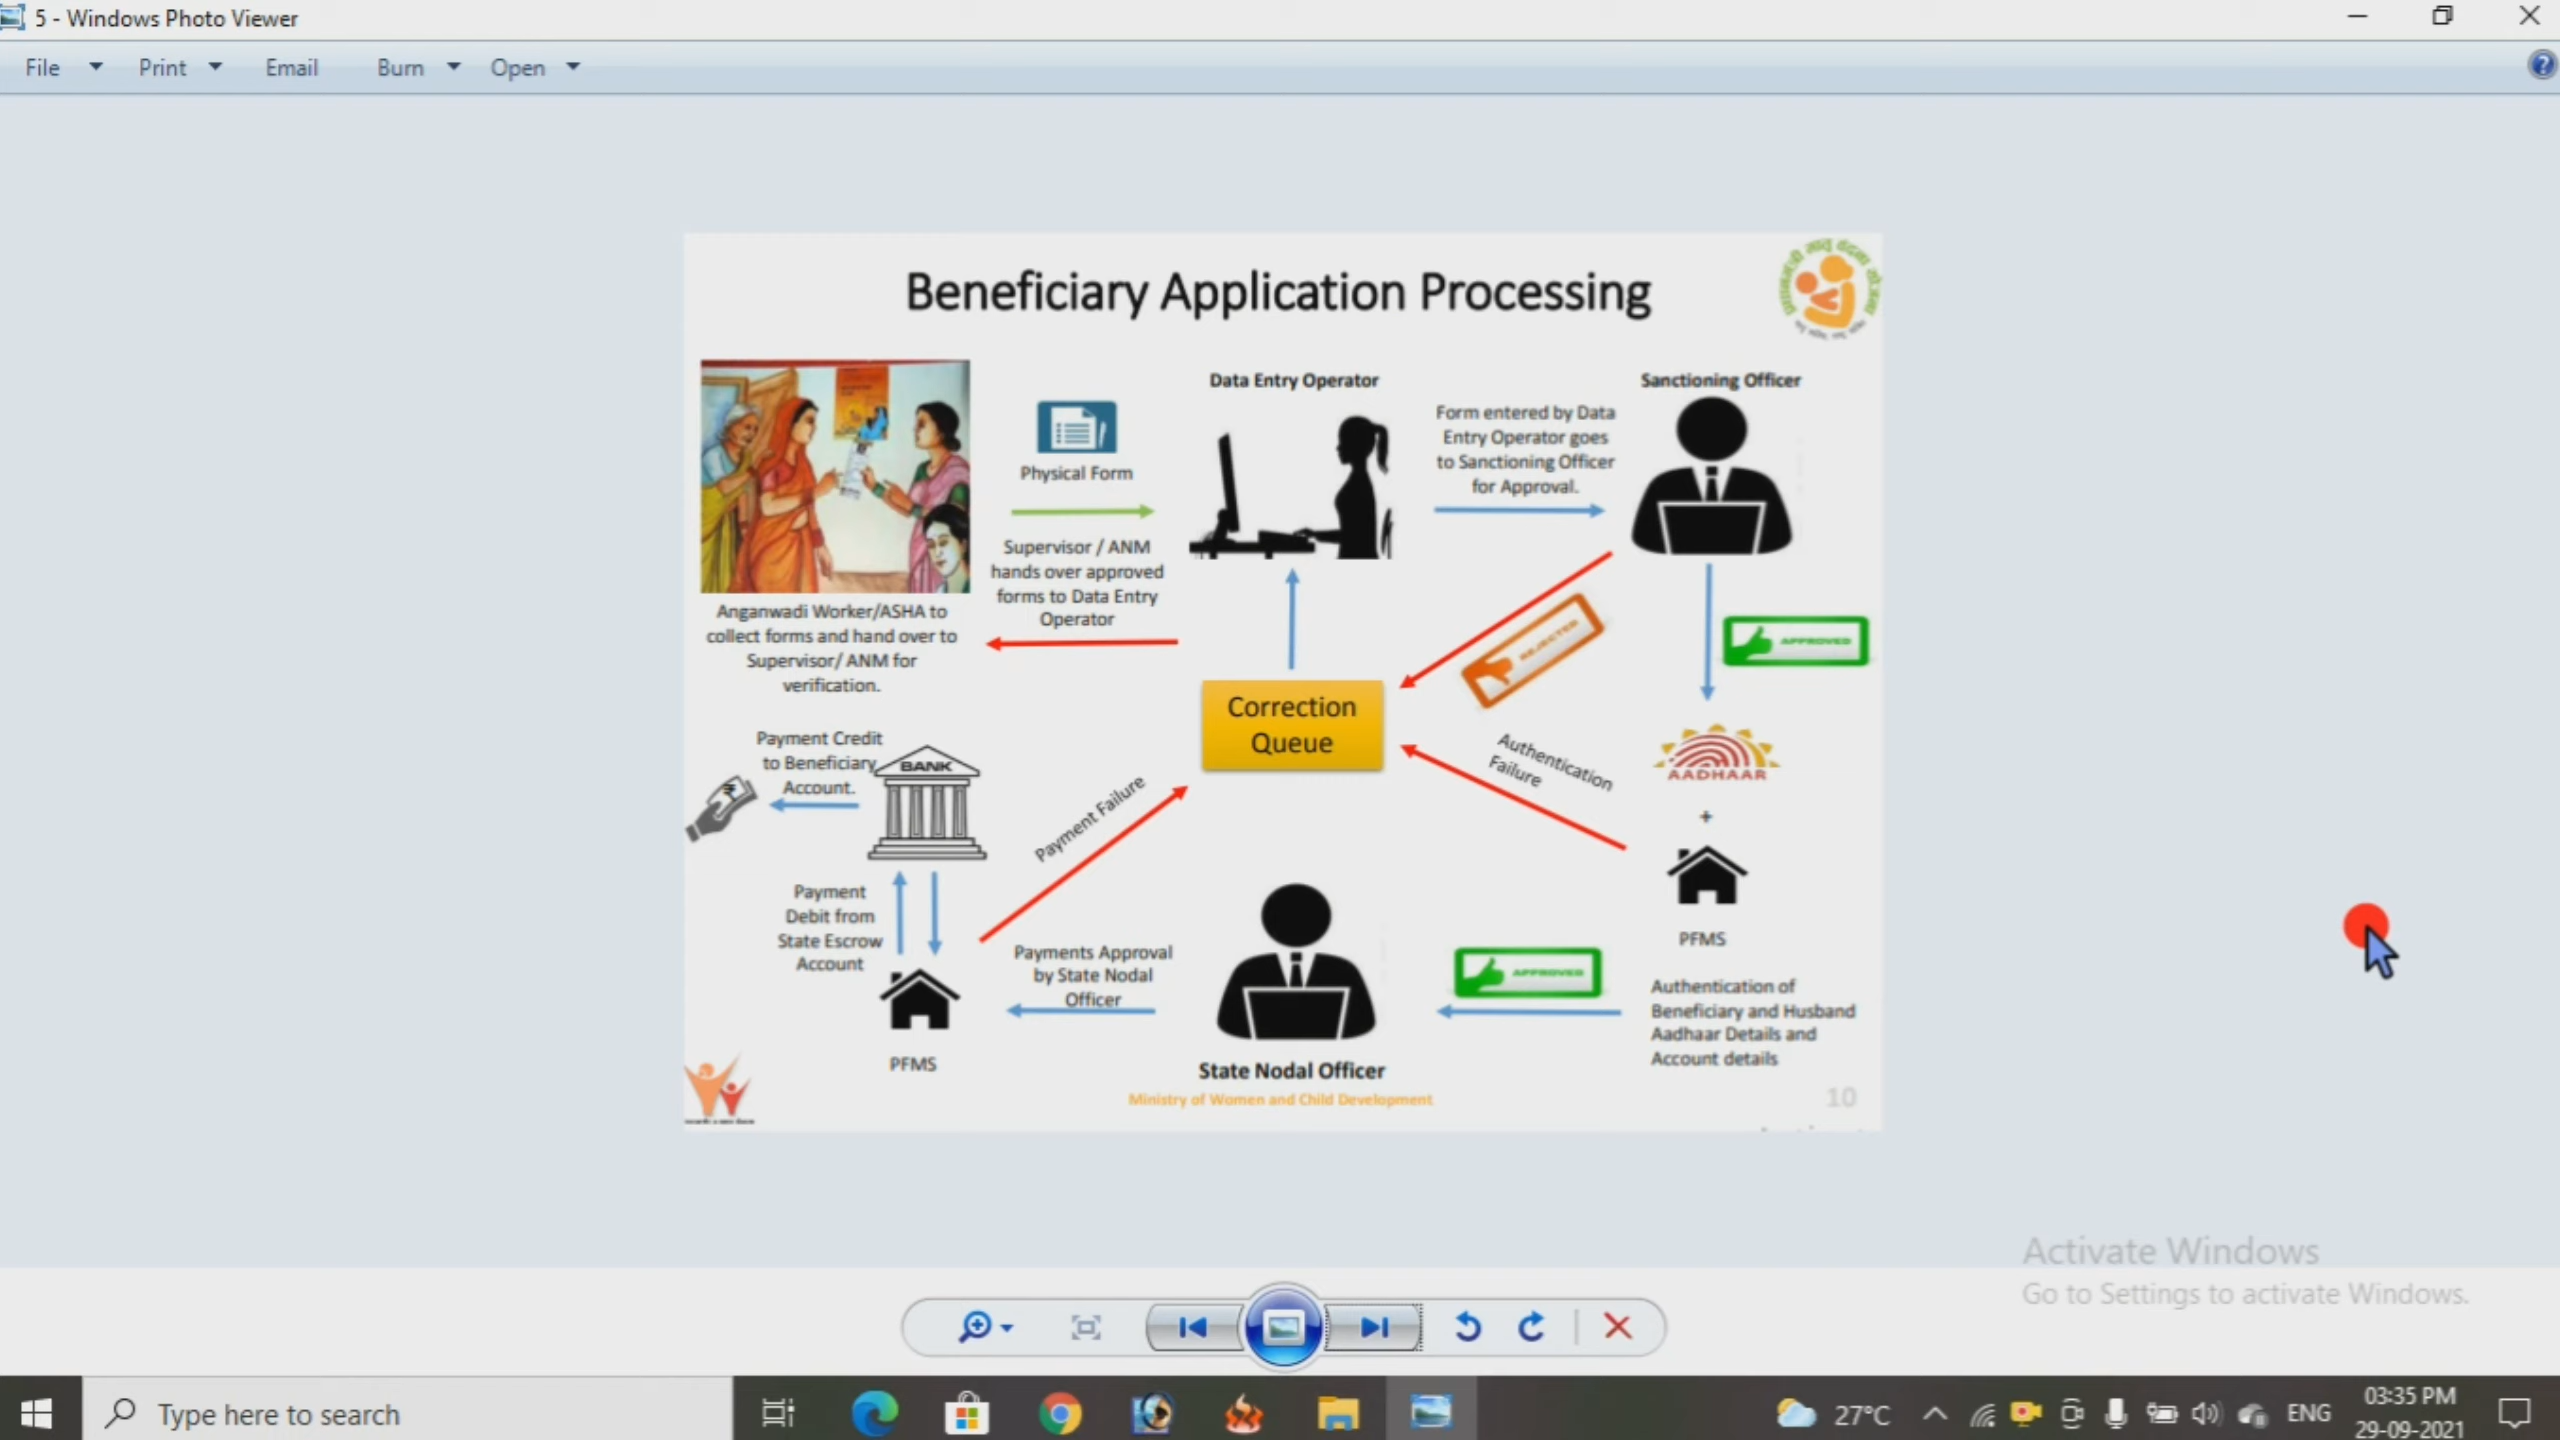 5 - Windows Photo Viewer
File Print Email Burn Open
Beneficiary Application Processing
Physical Form
Supervisor / ANM
hands over approved
forms to Data Entry
Operator
Data Entry Operator
Form entered by Data
Entry Operator goes
to Sanctioning Officer
for Approval.
Sanctioning Officer
Anganwadi Worker/ASHA to
collect forms and hand over to
Supervisor/ ANM for
verification.
REJECTED
APPROVED
Correction
Queue
Payment Credit
to Beneficiary
Account.
BANK
Payment Failure
Authentication
Failure
AADHAAR
+
PFMS
Payment
Debit from
State Escrow
Account
PFMS
Payments Approval
by State Nodal
Officer
State Nodal Officer
APPROVED
Authentication of
Beneficiary and Husband
Aadhaar Details and
Account details
Ministry of Women and Child Development
10
Activate Windows
Go to Settings to activate Windows.
Type here to search
27°C
ENG
03:35 PM
29-09-2021